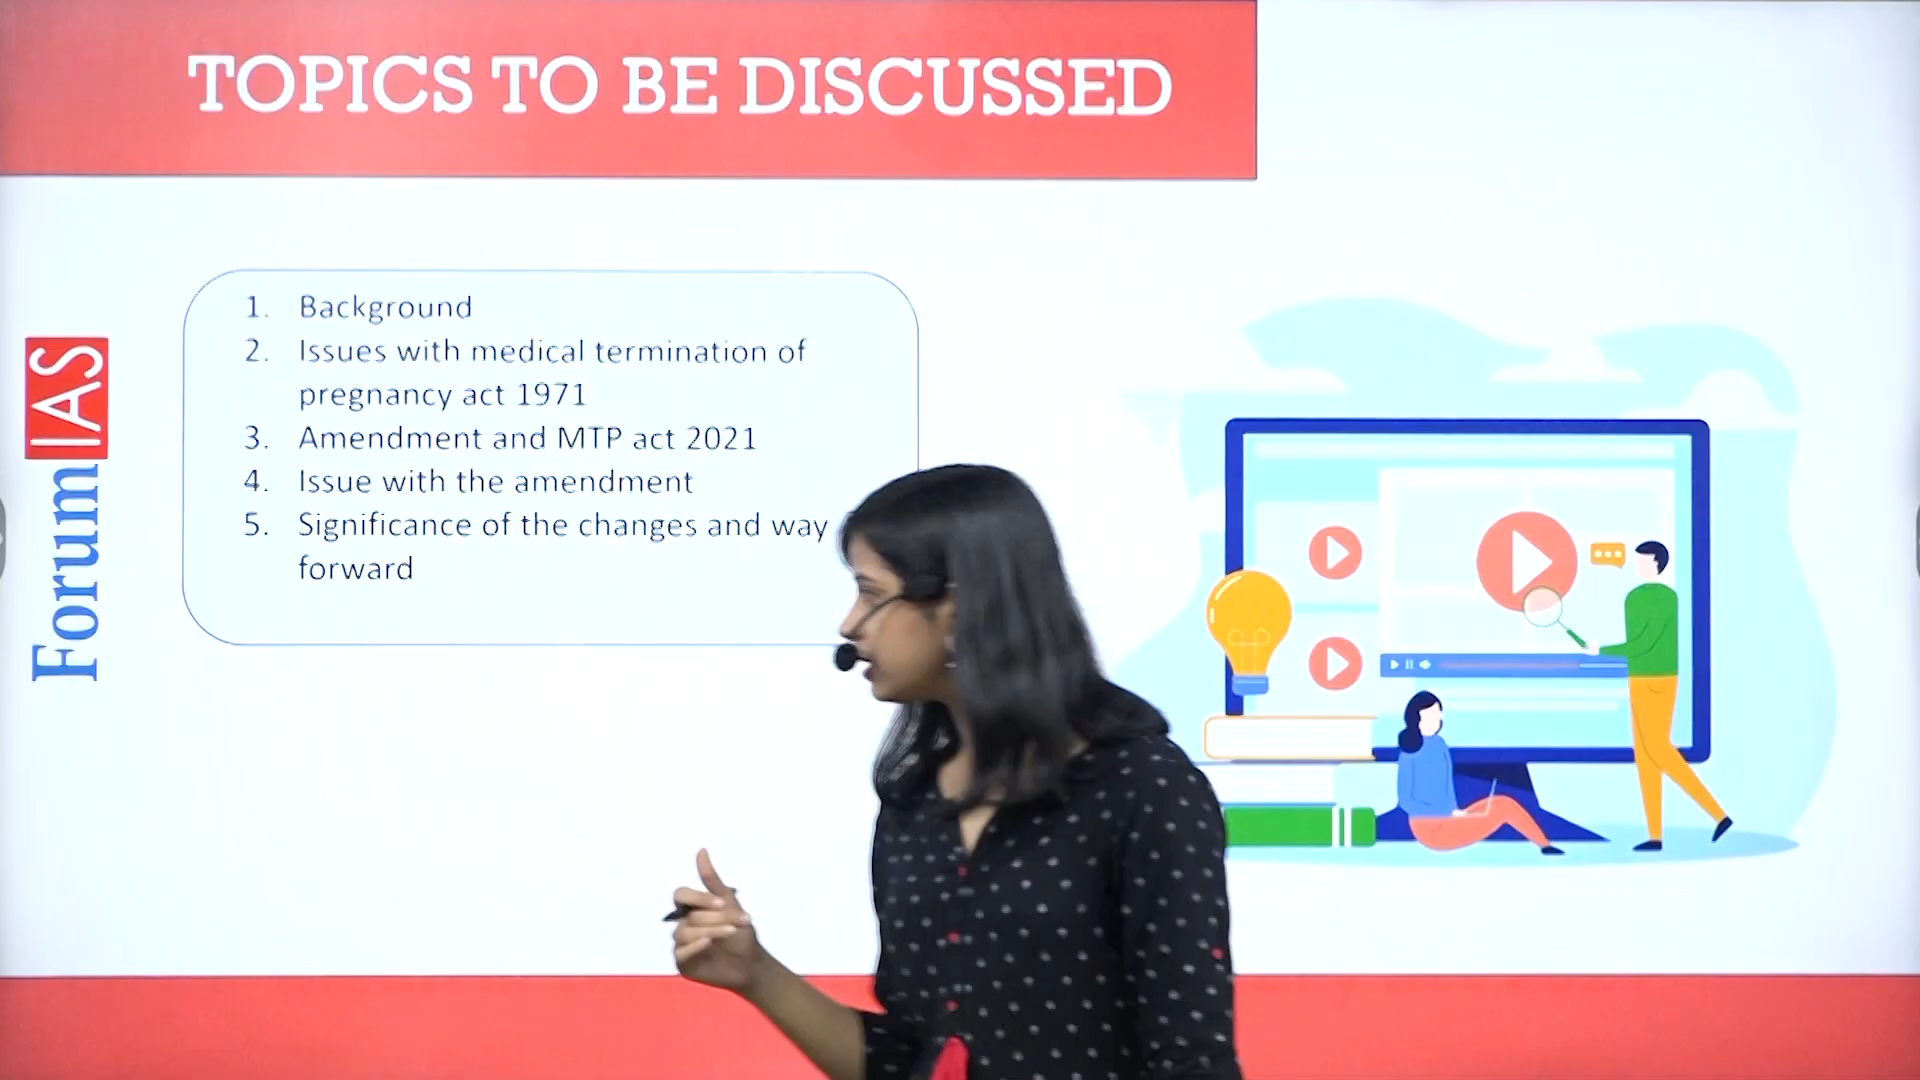 TOPICS TO BE DISCUSSED
1. Background
2. Issues with medical termination of
pregnancy act 1971
3. Amendment and MTP act 2021
4. Issue with the amendment
5. Significance of the changes and way
forward
ForumIAS